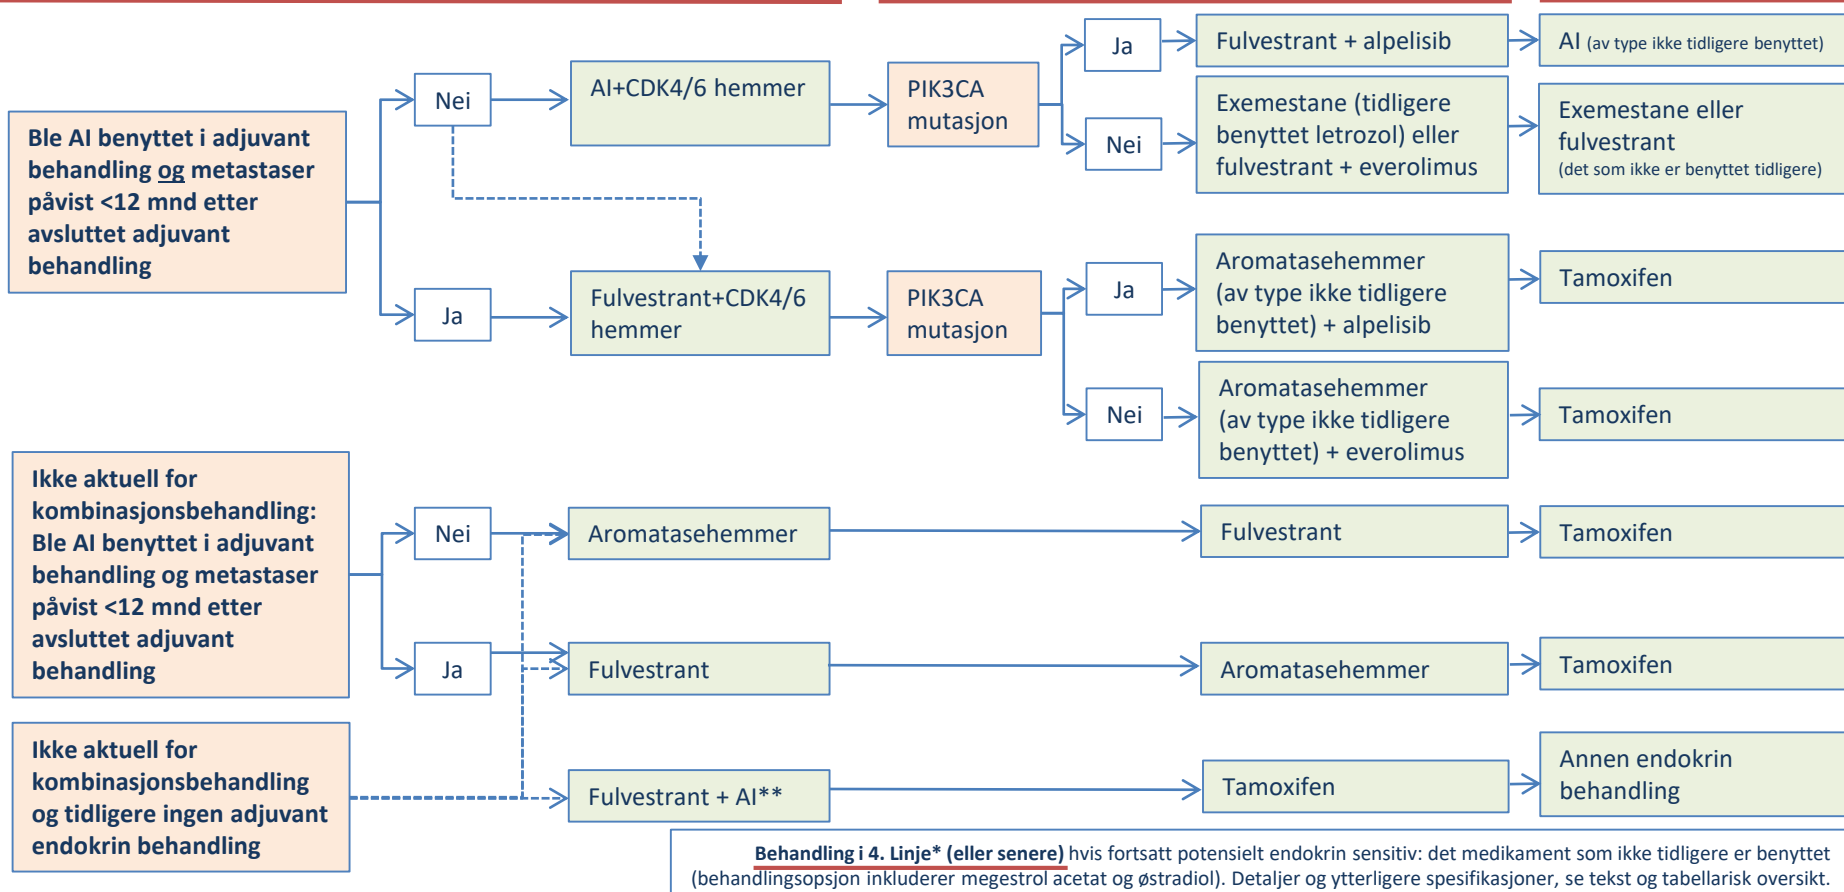 Ble AI benyttet i adjuvant
behandling og metastaser
påvist <12 mnd etter
avsluttet adjuvant
behandling
Nei
AI+CDK4/6 hemmer
PIK3CA
mutasjon
Ja
Fulvestrant + alpelisib
AI (av type ikke tidligere benyttet)
Nei
Exemestane (tidligere
benyttet letrozol) eller
fulvestrant + everolimus
Exemestane eller
fulvestrant
(det som ikke er benyttet tidligere)
Ja
Fulvestrant+CDK4/6
hemmer
PIK3CA
mutasjon
Ja
Aromatasehemmer
(av type ikke tidligere
benyttet) + alpelisib
Tamoxifen
Nei
Aromatasehemmer
(av type ikke tidligere
benyttet) + everolimus
Tamoxifen
Ikke aktuell for
kombinasjonsbehandling:
Ble AI benyttet i adjuvant
behandling og metastaser
påvist <12 mnd etter
avsluttet adjuvant
behandling
Nei
Aromatasehemmer
Fulvestrant
Tamoxifen
Ja
Fulvestrant
Aromatasehemmer
Tamoxifen
Ikke aktuell for
kombinasjonsbehandling
og tidligere ingen adjuvant
endokrin behandling
Fulvestrant + AI**
Tamoxifen
Annen endokrin
behandling
Behandling i 4. Linje* (eller senere) hvis fortsatt potensielt endokrin sensitiv: det medikament som ikke tidligere er benyttet
(behandlingsopsjon inkluderer megestrol acetat og østradiol). Detaljer og ytterligere spesifikasjoner, se tekst og tabellarisk oversikt.